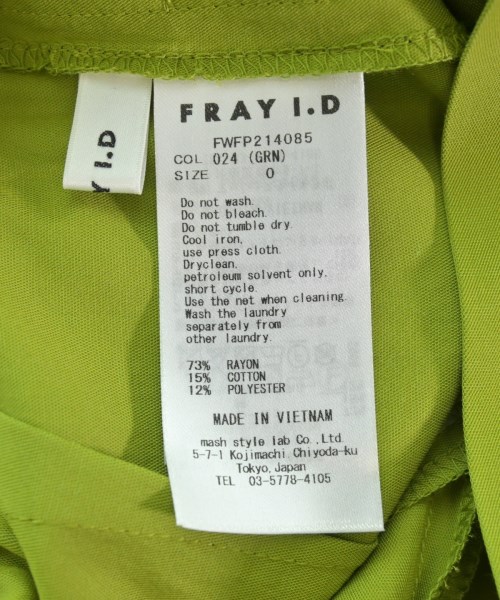 FRAY I.D
FWFP214085
COL 024 (GRN)
SIZE 0
Do not wash.
Do not bleach.
Do not tumble dry.
Cool iron,
use press cloth.
Dryclean.
petroleum solvent only.
short cycle.
Use the net when cleaning.
Wash the laundry
separately from
other laundry.
73% RAYON
15% COTTON
12% POLYESTER
MADE IN VIETNAM
mash style lab Co.,Ltd.
5-7-1 Kojimachi, Chiyoda-ku
Tokyo, Japan
TEL 03-5778-4105
Y I.D